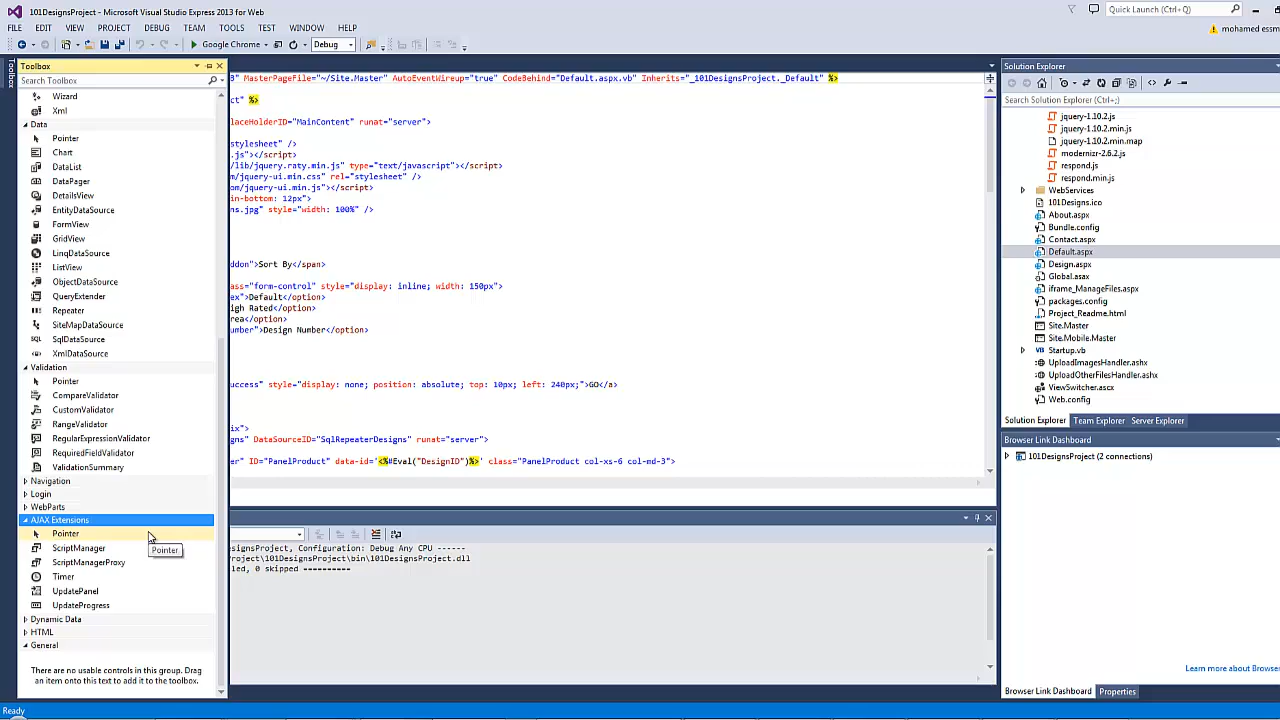 101DesignsProject - Microsoft Visual Studio Express 2013 for Web
Quick Launch (Ctrl+Q)
FILE EDIT VIEW PROJECT DEBUG TEAM TOOLS TEST WINDOW HELP
mohamed essm
Google Chrome Debug
Toolbox
Toolbox
Search Toolbox
Wizard
Xml
Data
Pointer
Chart
DataList
DataPager
DetailsView
EntityDataSource
FormView
GridView
LinqDataSource
ListView
ObjectDataSource
QueryExtender
Repeater
SiteMapDataSource
SqlDataSource
XmlDataSource
Validation
Pointer
CompareValidator
CustomValidator
RangeValidator
RegularExpressionValidator
RequiredFieldValidator
ValidationSummary
Navigation
Login
WebParts
AJAX Extensions
Pointer
Pointer
ScriptManager
ScriptManagerProxy
Timer
UpdatePanel
UpdateProgress
Dynamic Data
HTML
General
There are no usable controls in this group. Drag
an item onto this text to add it to the toolbox.
B" MasterPageFile="~/Site.Master" AutoEventWireup="true" CodeBehind="Default.aspx.vb" Inherits="_101DesignsProject._Default" %>
ct" %>
laceHolderID="MainContent" runat="server">
stylesheet" />
.js"></script>
/lib/jquery.raty.min.js" type="text/javascript"></script>
om/jquery-ui.min.css" rel="stylesheet" />
om/jquery-ui.min.js"></script>
in-bottom: 12px">
ns.jpg" style="width: 100%" />
ddon">Sort By</span>
ass="form-control" style="display: inline; width: 150px">
ex">Default</option>
igh Rated</option>
rea</option>
umber">Design Number</option>
uccess" style="display: none; position: absolute; top: 10px; left: 240px;">GO</a>
ix">
gns" DataSourceID="SqlRepeaterDesigns" runat="server">
er" ID="PanelProduct" data-id='<%#Eval("DesignID")%>' class="PanelProduct col-xs-6 col-md-3">
esignsProject, Configuration: Debug Any CPU ------
roject\101DesignsProject\bin\101DesignsProject.dll
led, 0 skipped ==========
Solution Explorer
Search Solution Explorer (Ctrl+;)
jquery-1.10.2.js
jquery-1.10.2.min.js
jquery-1.10.2.min.map
modernizr-2.6.2.js
respond.js
respond.min.js
WebServices
101Designs.ico
About.aspx
Bundle.config
Contact.aspx
Default.aspx
Design.aspx
Global.asax
iframe_ManageFiles.aspx
packages.config
Project_Readme.html
Site.Master
Site.Mobile.Master
Startup.vb
UploadImagesHandler.ashx
UploadOtherFilesHandler.ashx
ViewSwitcher.ascx
Web.config
Solution Explorer Team Explorer Server Explorer
Browser Link Dashboard
101DesignsProject (2 connections)
Learn more about Browser
Browser Link Dashboard Properties
Ready